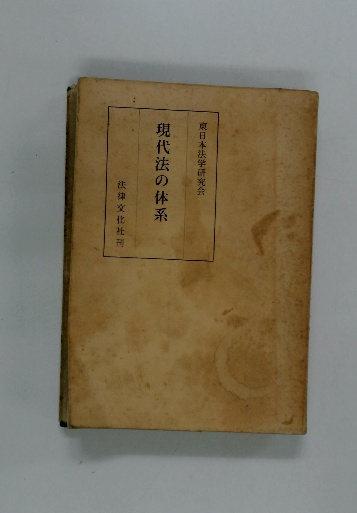 東日本法学研究会
現代法の体系
法律文化社刊